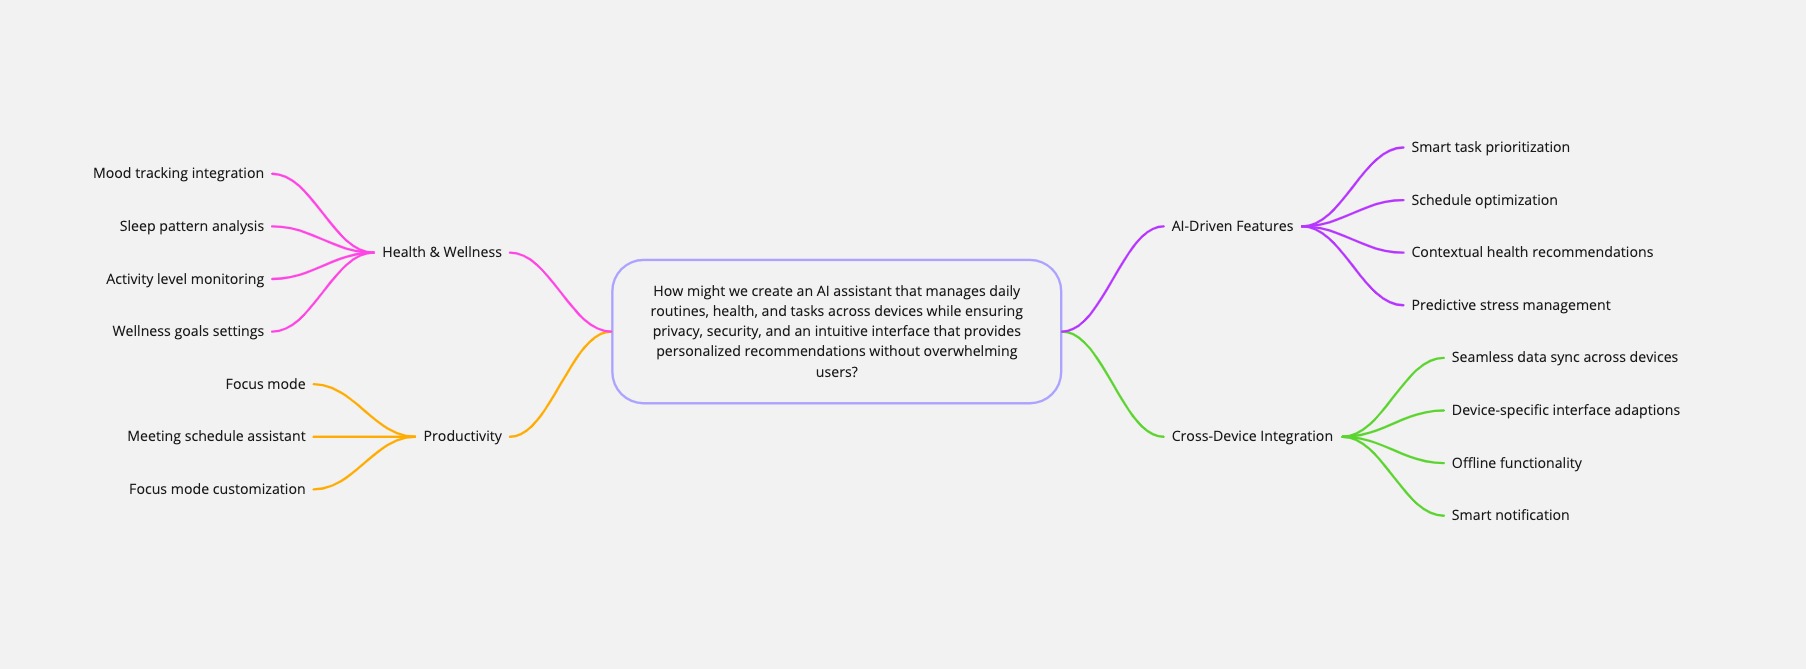 Mood tracking integration
Sleep pattern analysis
Activity level monitoring
Wellness goals settings
Health & Wellness
Focus mode
Meeting schedule assistant
Focus mode customization
Productivity
How might we create an AI assistant that manages daily
routines, health, and tasks across devices while ensuring
privacy, security, and an intuitive interface that provides
personalized recommendations without overwhelming
users?
AI-Driven Features
Smart task prioritization
Schedule optimization
Contextual health recommendations
Predictive stress management
Cross-Device Integration
Seamless data sync across devices
Device-specific interface adaptions
Offline functionality
Smart notification